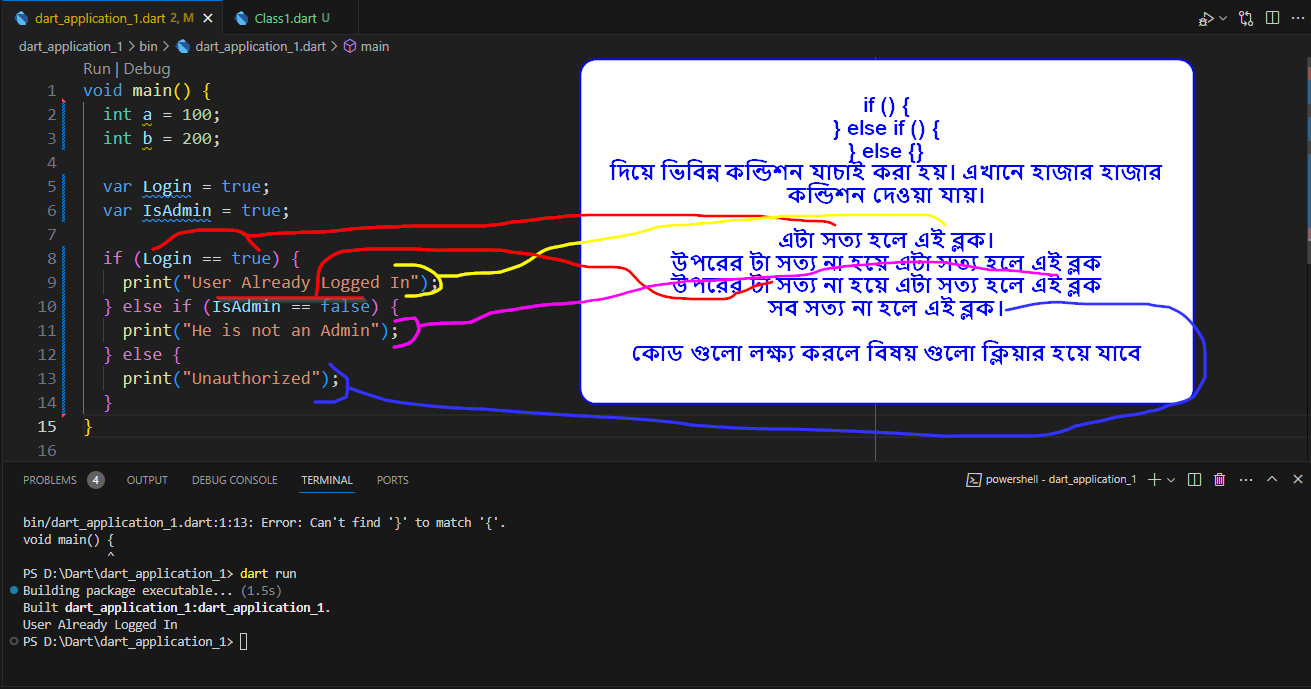 dart_application_1.dart 2, M
Class1.dart U
dart_application_1 > bin > dart_application_1.dart > main
Run | Debug
1 void main() {
2 int a = 100;
3 int b = 200;
4
5 var Login = true;
6 var IsAdmin = true;
7
8 if (Login == true) {
9 print("User Already Logged In");
10 } else if (IsAdmin == false) {
11 print("He is not an Admin");
12 } else {
13 print("Unauthorized");
14 }
15 }
16
if () {
} else if () {
} else {}
দিয়ে ভিবিন্ন কন্ডিশন যাচাই করা হয়। এখানে হাজার হাজার
কন্ডিশন দেওয়া যায়।
এটা সত্য হলে এই ব্লক।
উপরের টা সত্য না হয়ে এটা সত্য হলে এই ব্লক
উপরের টা সত্য না হয়ে এটা সত্য হলে এই ব্লক
সব সত্য না হলে এই ব্লক।
কোড গুলো লক্ষ্য করলে বিষয় গুলো ক্লিয়ার হয়ে যাবে
PROBLEMS 4 OUTPUT DEBUG CONSOLE TERMINAL PORTS
powershell - dart_application_1
bin/dart_application_1.dart:1:13: Error: Can't find '}' to match '{'.
void main() {
^
PS D:\Dart\dart_application_1> dart run
Building package executable... (1.5s)
Built dart_application_1:dart_application_1.
User Already Logged In
PS D:\Dart\dart_application_1>